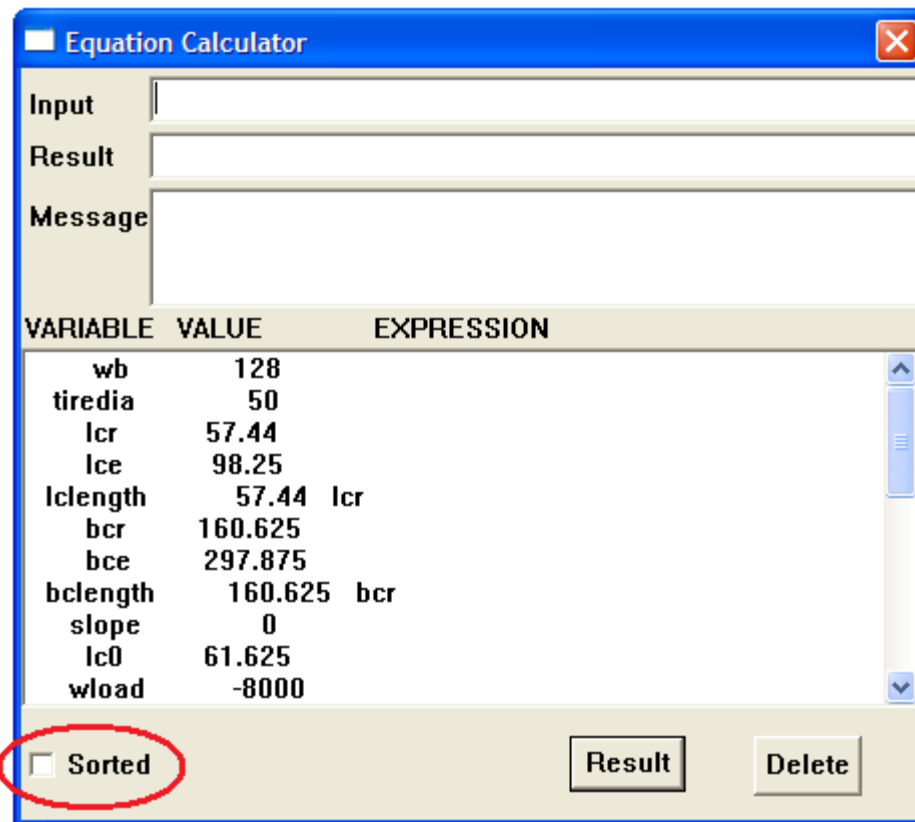 Equation Calculator
Input
Result
Message
VARIABLE VALUE EXPRESSION
wb 128
tiredia 50
lcr 57.44
lce 98.25
lclength 57.44 lcr
bcr 160.625
bce 297.875
bclength 160.625 bcr
slope 0
lc0 61.625
wload -8000
Sorted Result Delete